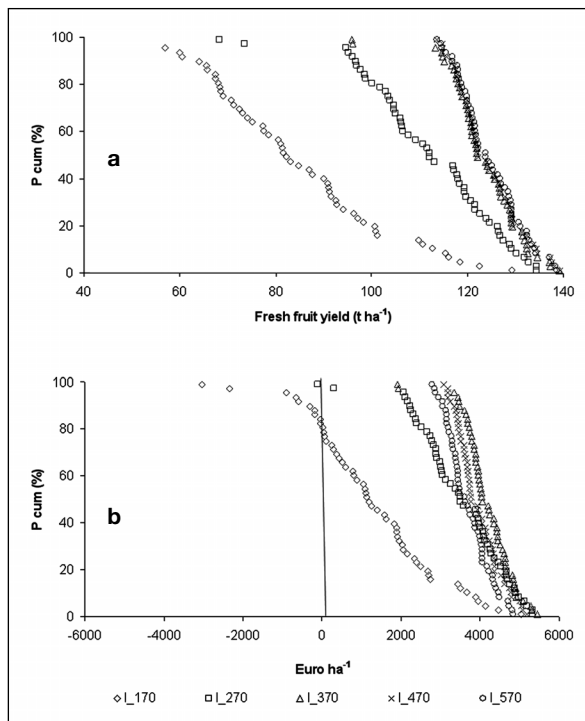 100
80
60
40
20
0
P cum (%)
a
40 60 80 100 120 140
Fresh fruit yield (t ha-1)
100
80
60
40
20
0
P cum (%)
b
-6000 -4000 -2000 0 2000 4000 6000
Euro ha-1
I_170 I_270 I_370 I_470 I_570